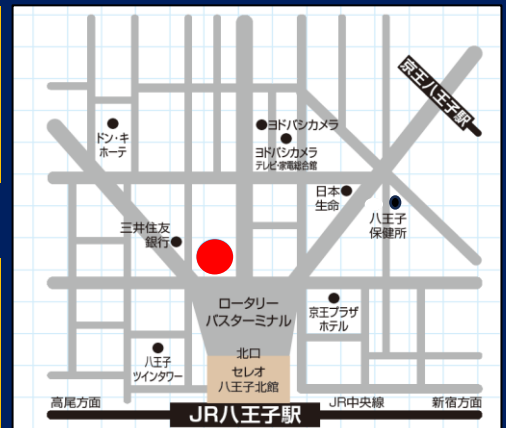 京王八王子駅
ドン・キ
ホーテ
ヨドバシカメラ
ヨドバシカメラ
テレビ・家電総合館
日本
生命
八王子
保健所
三井住友
銀行
ロータリー
バスターミナル
京王プラザ
ホテル
八王子
ツインタワー
北口
セレオ
八王子北館
高尾方面
JR中央線
新宿方面
JR八王子駅